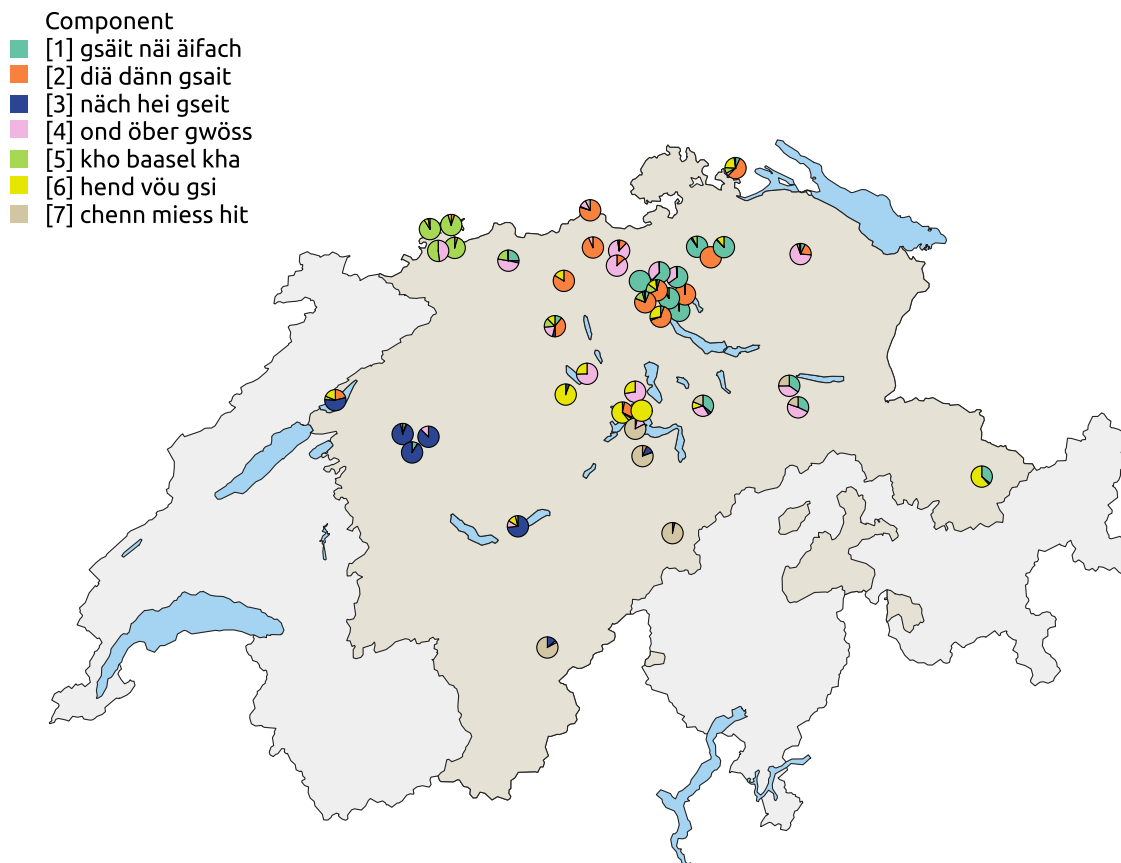 Component
[1] gsäit näi äifach
[2] diä dänn gsait
[3] näch hei gseit
[4] ond öber gwöss
[5] kho baasel kha
[6] hend vöu gsi
[7] chenn miess hit